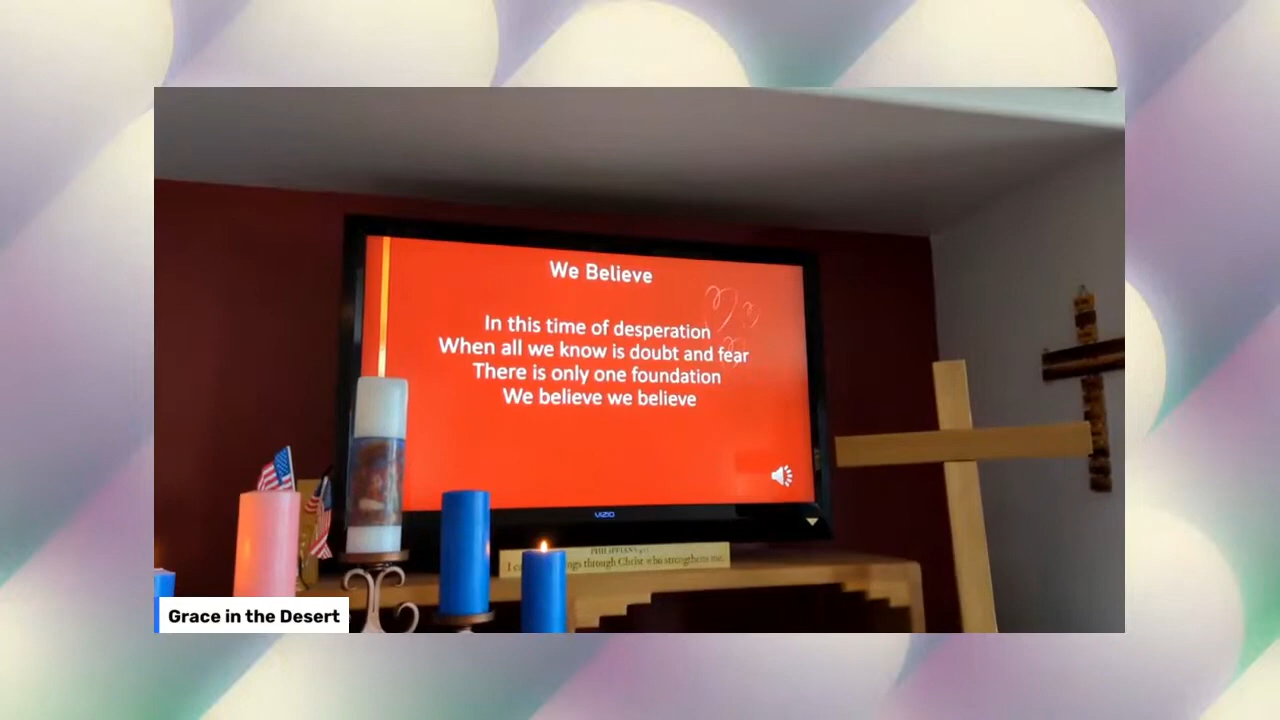 We Believe
In this time of desperation
When all we know is doubt and fear
There is only one foundation
We believe we believe
VIZIO
PHILIPPIANS
I ngs through Christ who strengthens me.
Grace in the Desert